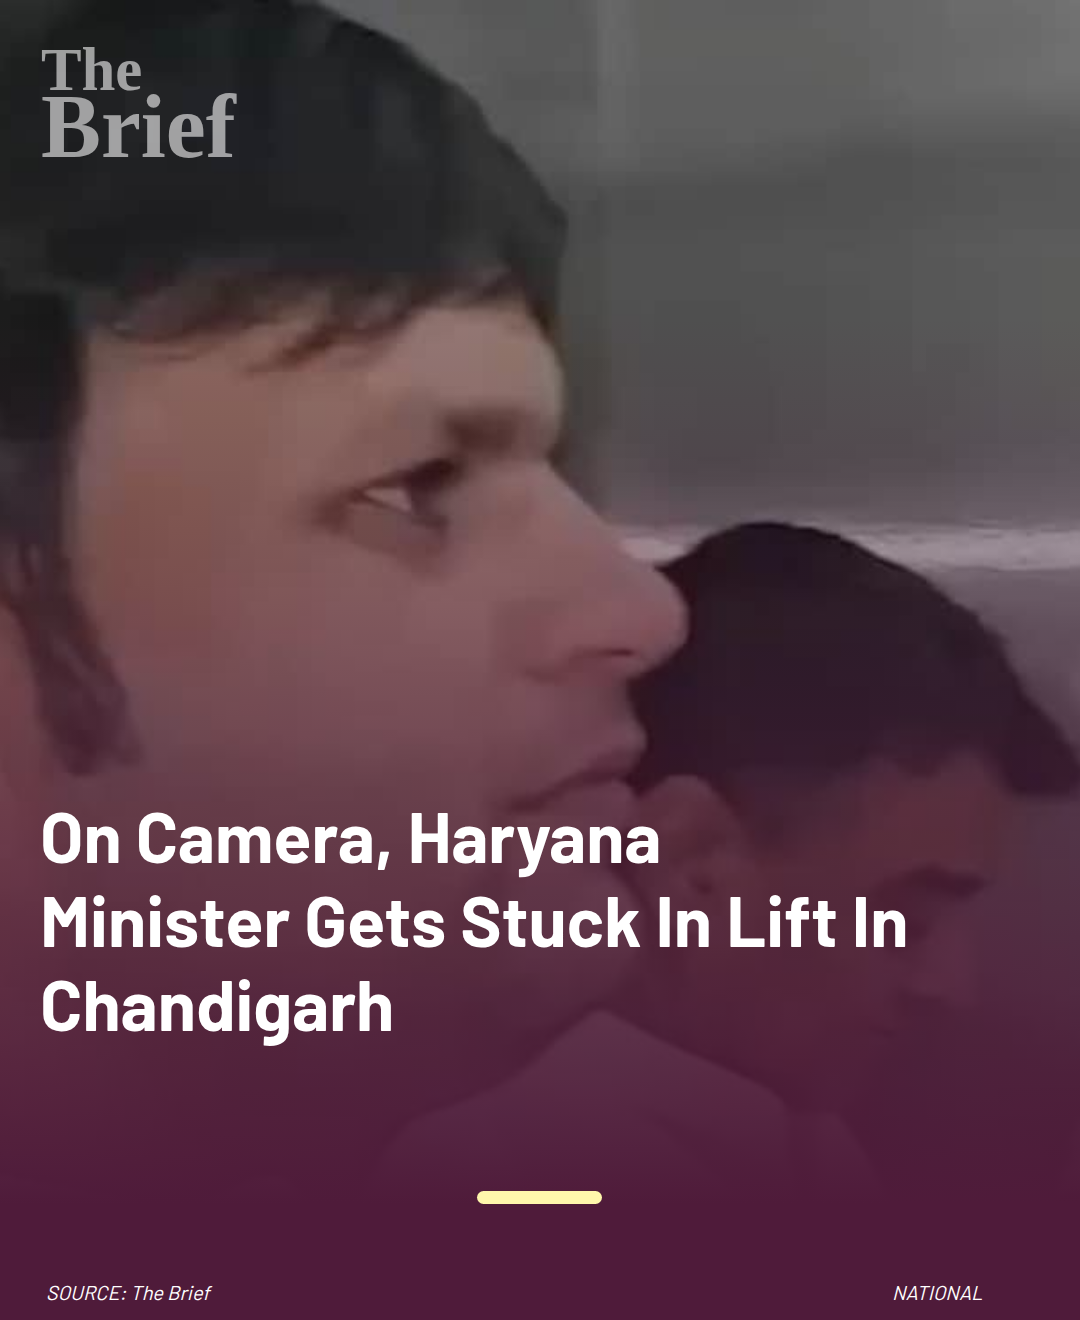 The
Brief
On Camera, Haryana
Minister Gets Stuck In Lift In
Chandigarh
SOURCE: The Brief
NATIONAL